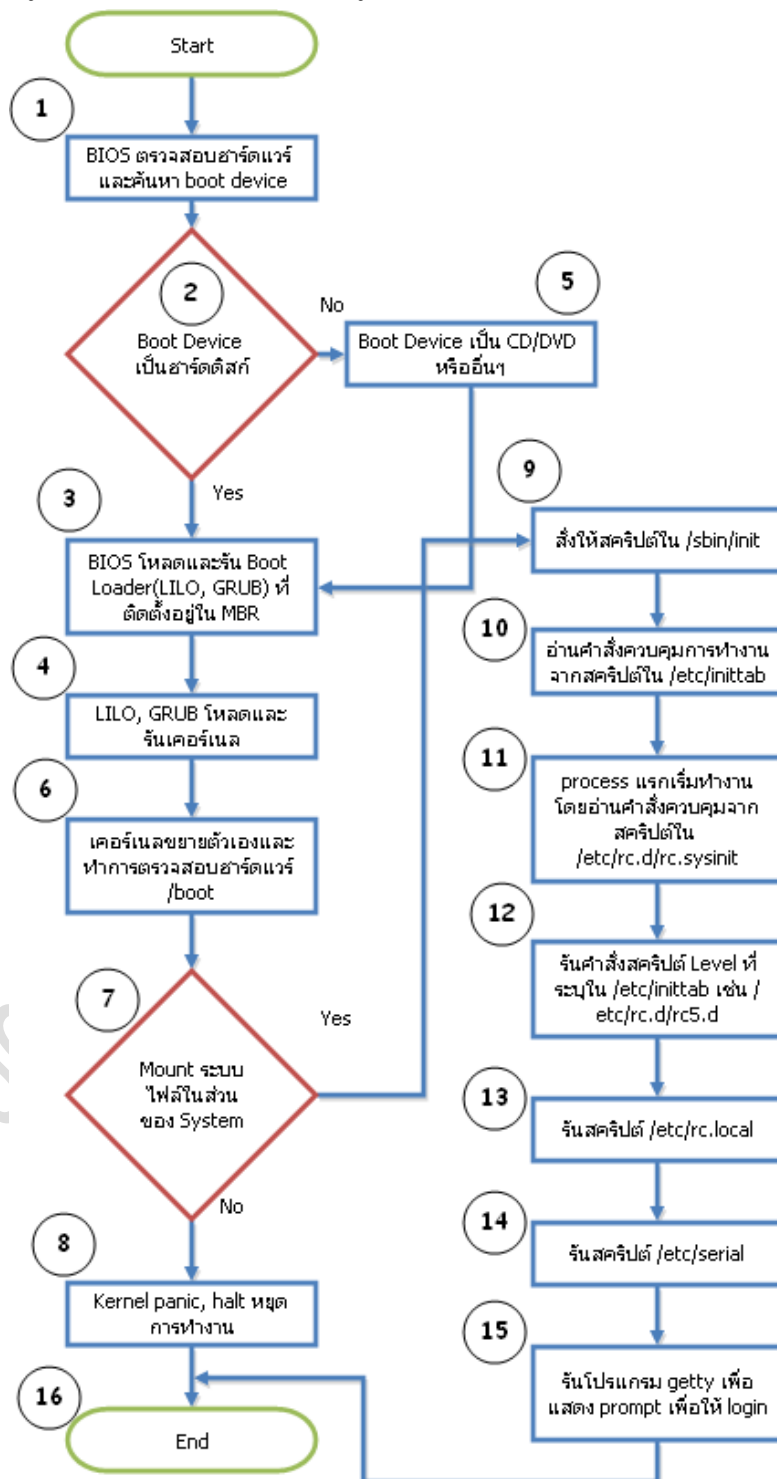 Start
1
BIOS ตรวจสอบฮาร์ดแวร์
และค้นหา boot device
2
Boot Device
เป็นฮาร์ดดิสก์
No
5
Boot Device เป็น CD/DVD
หรืออื่นๆ
Yes
3
BIOS โหลดและรัน Boot
Loader(LILO, GRUB) ที่
ติดตั้งอยู่ใน MBR
4
LILO, GRUB โหลดและ
รันเคอร์เนล
6
เคอร์เนลขยายตัวเองและ
ทำการตรวจสอบฮาร์ดแวร์
/boot
7
Mount ระบบ
ไฟล์ในส่วน
ของ System
Yes
No
8
Kernel panic, halt หยุด
การทำงาน
9
สั่งให้สคริปต์ใน /sbin/init
10
อ่านคำสั่งควบคุมการทำงาน
จากสคริปต์ใน /etc/inittab
11
process แรกเริ่มทำงาน
โดยอ่านคำสั่งควบคุมจาก
สคริปต์ใน
/etc/rc.d/rc.sysinit
12
รันคำสั่งสคริปต์ Level ที่
ระบุใน /etc/inittab เช่น /
etc/rc.d/rc5.d
13
รันสคริปต์ /etc/rc.local
14
รันสคริปต์ /etc/serial
15
รันโปรแกรม getty เพื่อ
แสดง prompt เพื่อให้ login
16
End